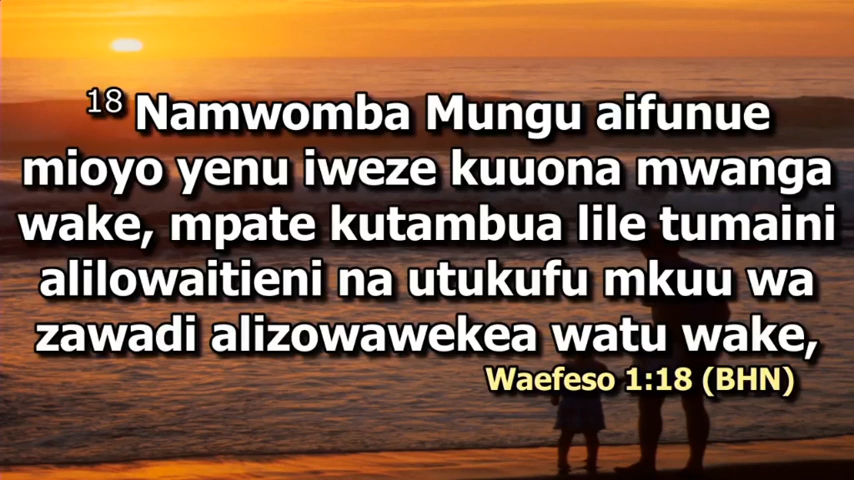 18 Namwomba Mungu aifunue
mioyo yenu iweze kuuona mwanga
wake, mpate kutambua lile tumaini
alilowaitieni na utukufu mkuu wa
zawadi alizowawekea watu wake,
Waefeso 1:18 (BHN)